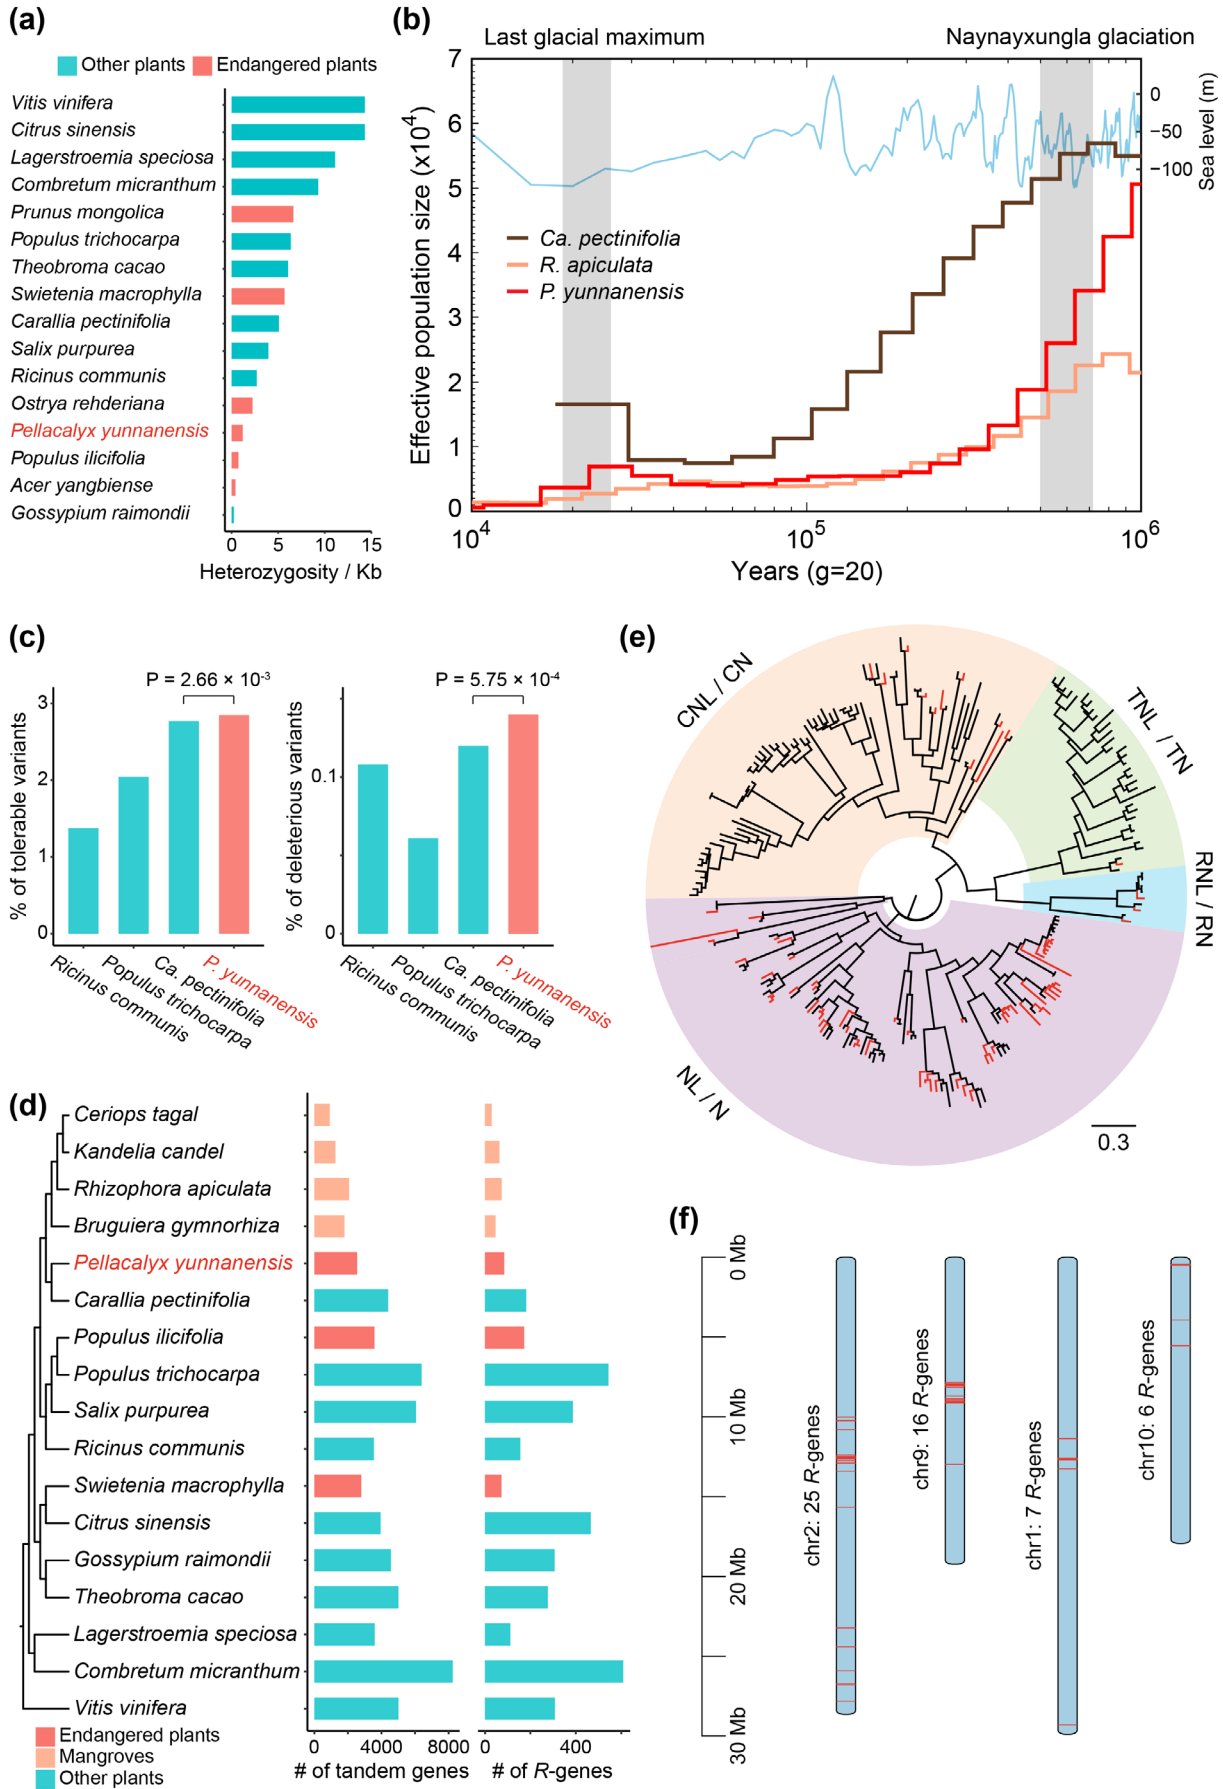 (a)
Other plants Endangered plants
Vitis vinifera
Citrus sinensis
Lagerstroemia speciosa
Combretum micranthum
Prunus mongolica
Populus trichocarpa
Theobroma cacao
Swietenia macrophylla
Carallia pectinifolia
Salix purpurea
Ricinus communis
Ostrya rehderiana
Pellacalyx yunnanensis
Populus ilicifolia
Acer yangbiense
Gossypium raimondii
0 5 10 15
Heterozygosity / Kb
(b)
Last glacial maximum Naynayxungla glaciation
7
6
5
4
3
2
1
0
Effective population size (x10⁴)
0
−50
−100
Sea level (m)
Ca. pectinifolia
R. apiculata
P. yunnanensis
10⁴ 10⁵ 10⁶
Years (g=20)
(c)
P = 2.66 × 10⁻³
3
2
1
0
% of tolerable variants
Ricinus communis
Populus trichocarpa
Ca. pectinifolia
P. yunnanensis
P = 5.75 × 10⁻⁴
0.1
0
% of deleterious variants
Ricinus communis
Populus trichocarpa
Ca. pectinifolia
P. yunnanensis
(e)
CNL / CN
TNL / TN
RNL / RN
NL / N
0.3
(d)
Ceriops tagal
Kandelia candel
Rhizophora apiculata
Bruguiera gymnorhiza
Pellacalyx yunnanensis
Carallia pectinifolia
Populus ilicifolia
Populus trichocarpa
Salix purpurea
Ricinus communis
Swietenia macrophylla
Citrus sinensis
Gossypium raimondii
Theobroma cacao
Lagerstroemia speciosa
Combretum micranthum
Vitis vinifera
Endangered plants
Mangroves
Other plants
0 4000 8000
# of tandem genes
0 400
# of R-genes
(f)
0 Mb
10 Mb
20 Mb
30 Mb
chr2: 25 R-genes
chr9: 16 R-genes
chr1: 7 R-genes
chr10: 6 R-genes